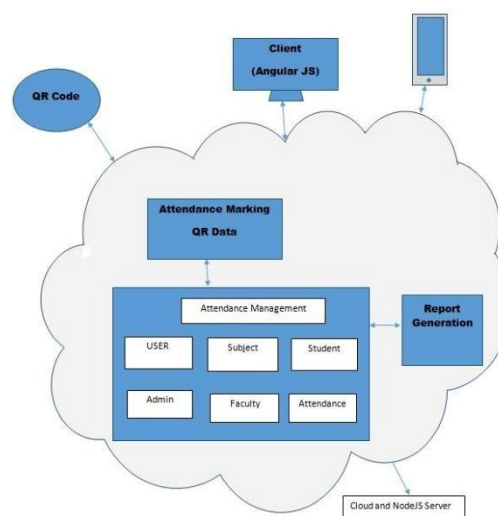 Client
(Angular JS)
QR Code
Attendance Marking
QR Data
Attendance Management
USER
Subject
Student
Admin
Faculty
Attendance
Report
Generation
Cloud and NodeJS Server